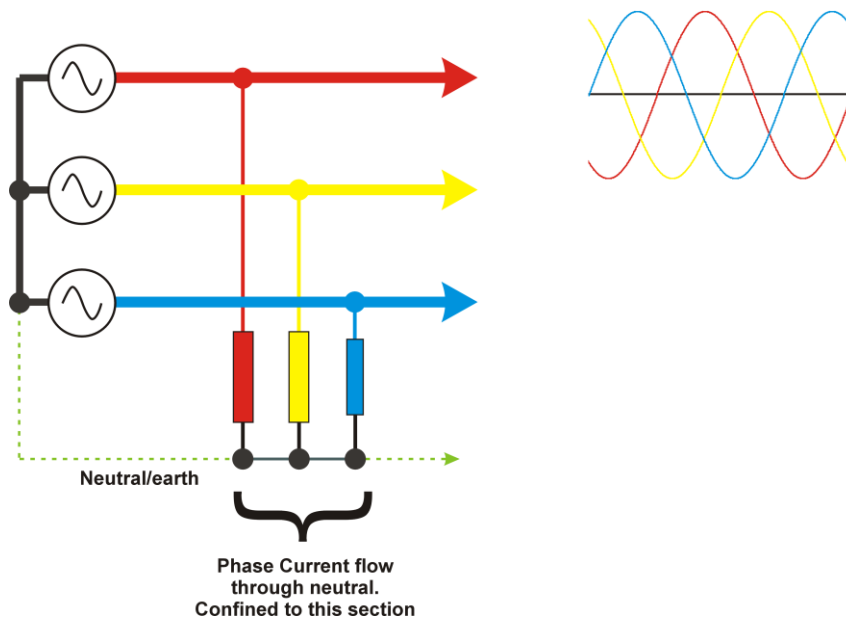 Neutral/earth
Phase Current flow
through neutral.
Confined to this section